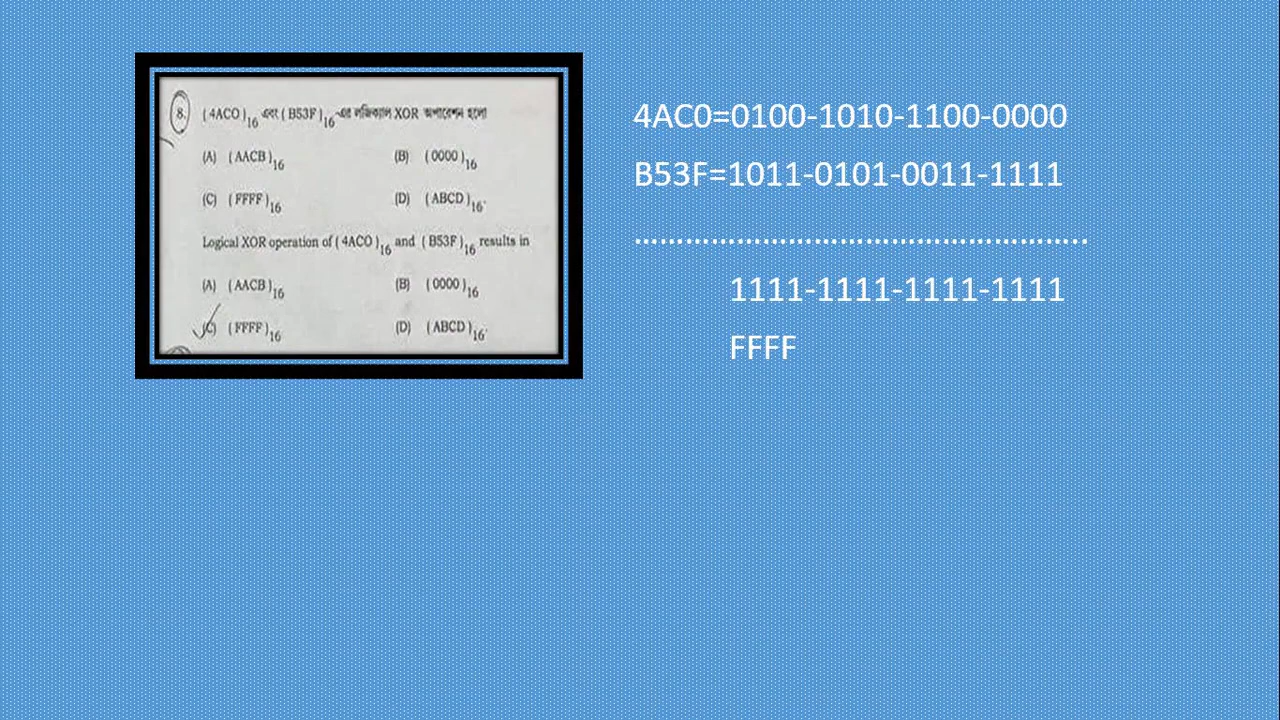 8. (4ACO)16 এবং (B53F)16-এর লজিক্যাল XOR অপারেশন হলো
(A) (AACB)16 (B) (0000)16
(C) (FFFF)16 (D) (ABCD)16.
Logical XOR operation of (4ACO)16 and (B53F)16 results in
(A) (AACB)16 (B) (0000)16
(C) (FFFF)16 (D) (ABCD)16.
4AC0=0100-1010-1100-0000
B53F=1011-0101-0011-1111
……………………………………………..
1111-1111-1111-1111
FFFF